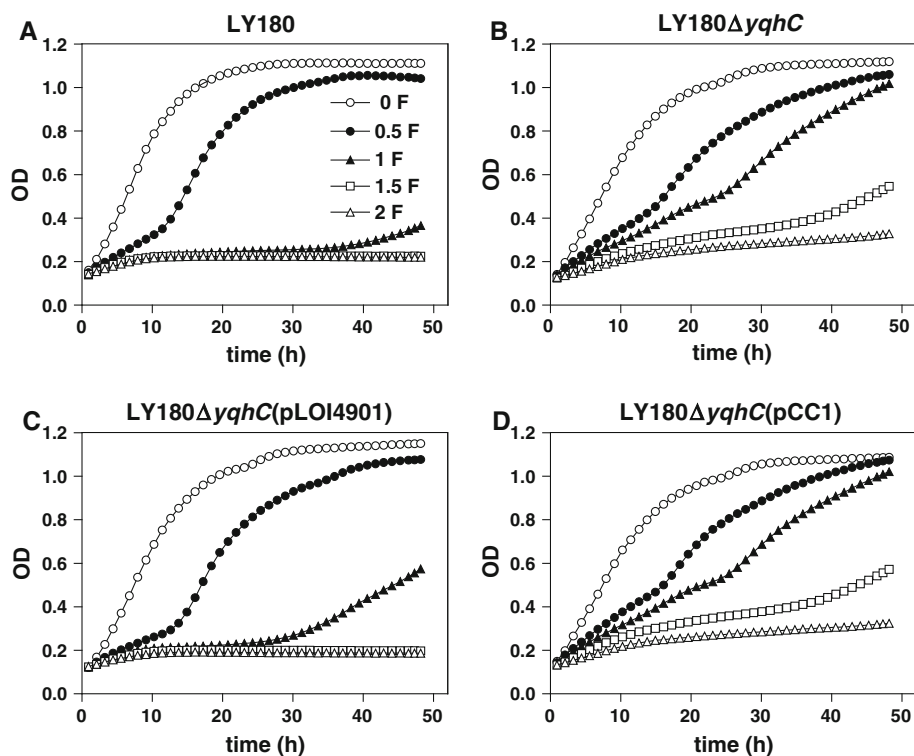 A LY180
1.2
1.0
0.8
0.6
0.4
0.2
0.0
OD
0 F
0.5 F
1 F
1.5 F
2 F
0 10 20 30 40 50
time (h)
B LY180ΔyqhC
1.2
1.0
0.8
0.6
0.4
0.2
0.0
OD
0 10 20 30 40 50
time (h)
C LY180ΔyqhC(pLOI4901)
1.2
1.0
0.8
0.6
0.4
0.2
0.0
OD
0 10 20 30 40 50
time (h)
D LY180ΔyqhC(pCC1)
1.2
1.0
0.8
0.6
0.4
0.2
0.0
OD
0 10 20 30 40 50
time (h)